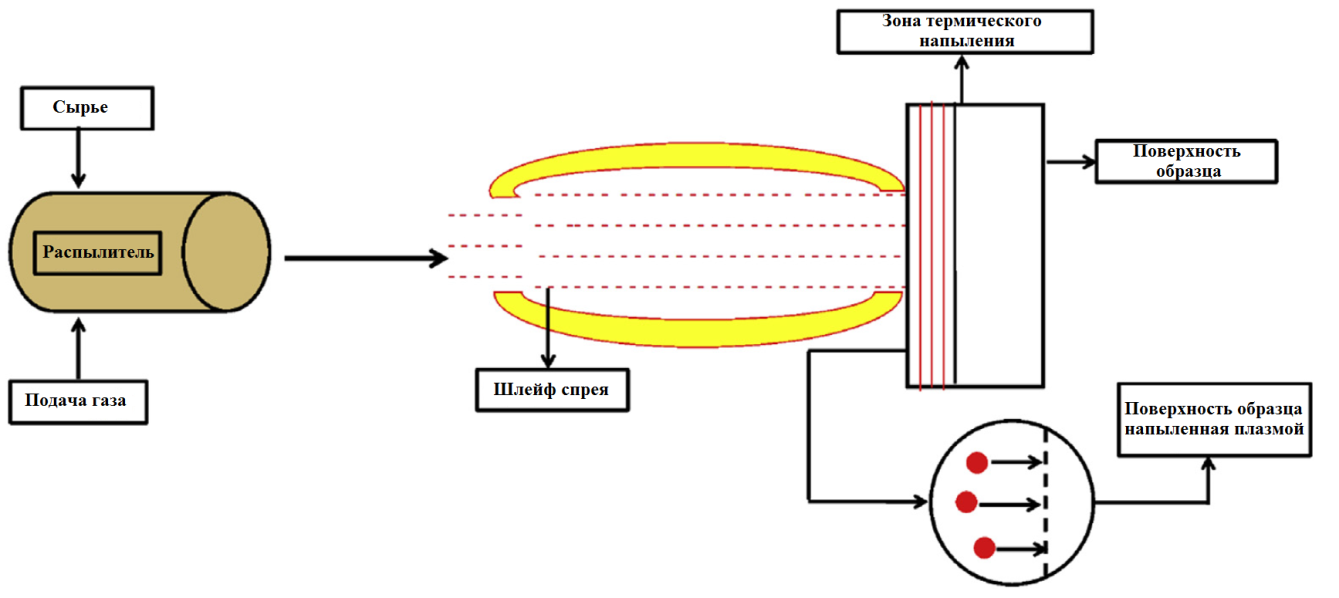 Зона термического
напыления
Сырье
Поверхность
образца
Распылитель
Шлейф спрея
Подача газа
Поверхность образца
напыленная плазмой